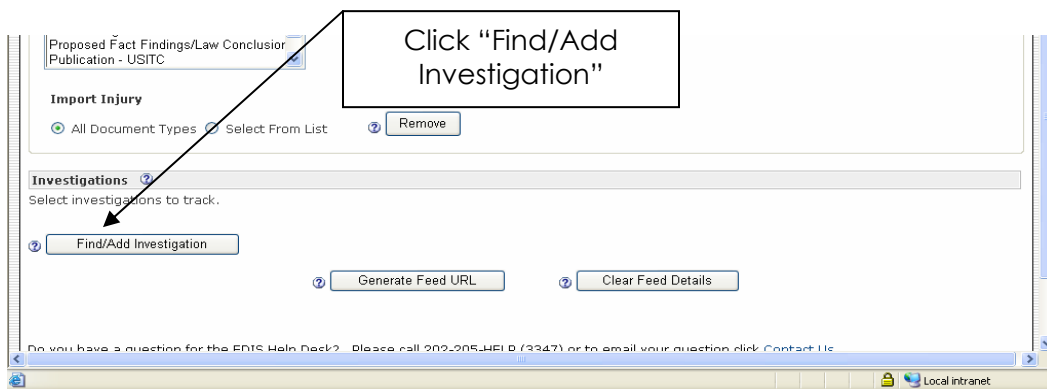 Click “Find/Add
Investigation”
Proposed Fact Findings/Law Conclusion
Publication - USITC
Import Injury
All Document Types Select From List Remove
Investigations
Select investigations to track.
Find/Add Investigation
Generate Feed URL Clear Feed Details
Do you have a question for the EDIS Help Desk? Please call 202-205-HELP (3347) or to email your question click Contact Us
Local intranet